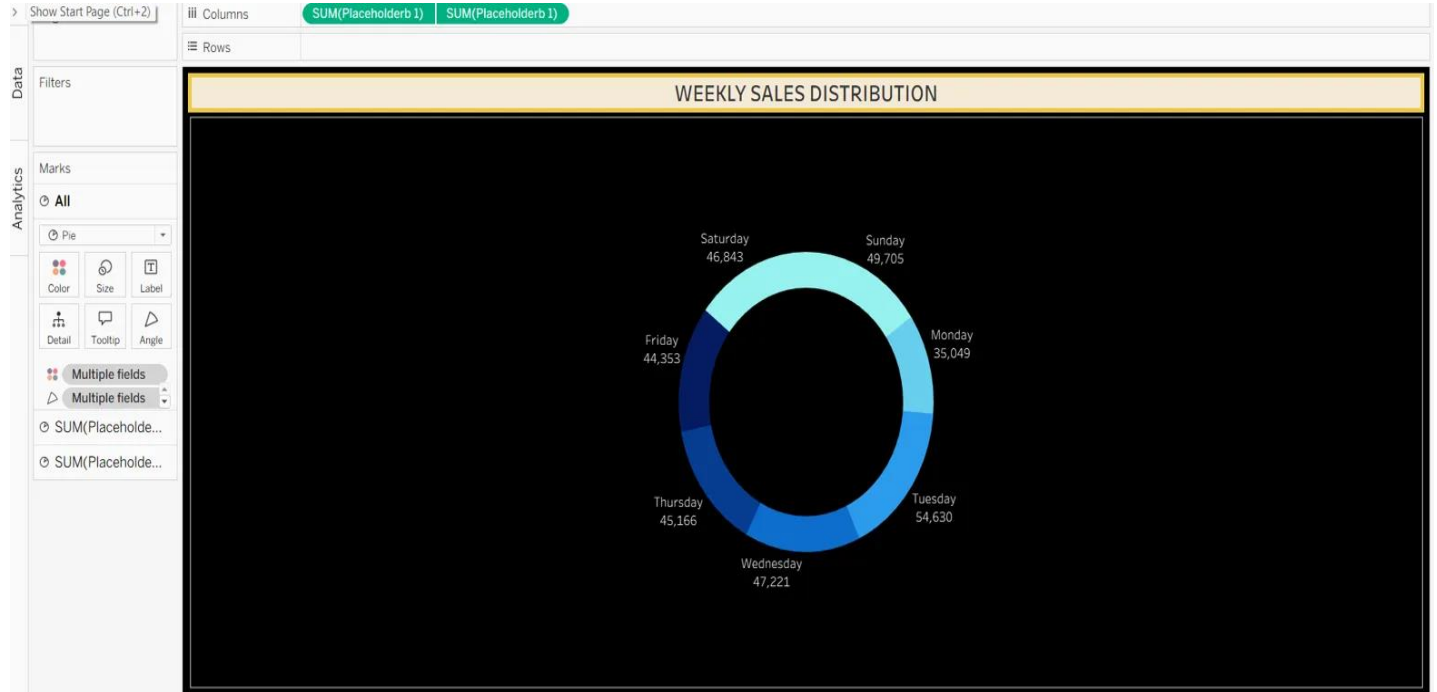 Show Start Page (Ctrl+2)
Columns
SUM(Placeholderb 1) SUM(Placeholderb 1)
Rows
Data
Analytics
Filters
Marks
All
Pie
Color Size Label
Detail Tooltip Angle
Multiple fields
Multiple fields
SUM(Placeholde...
SUM(Placeholde...
WEEKLY SALES DISTRIBUTION
Saturday
46,843
Sunday
49,705
Friday
44,353
Monday
35,049
Thursday
45,166
Tuesday
54,630
Wednesday
47,221